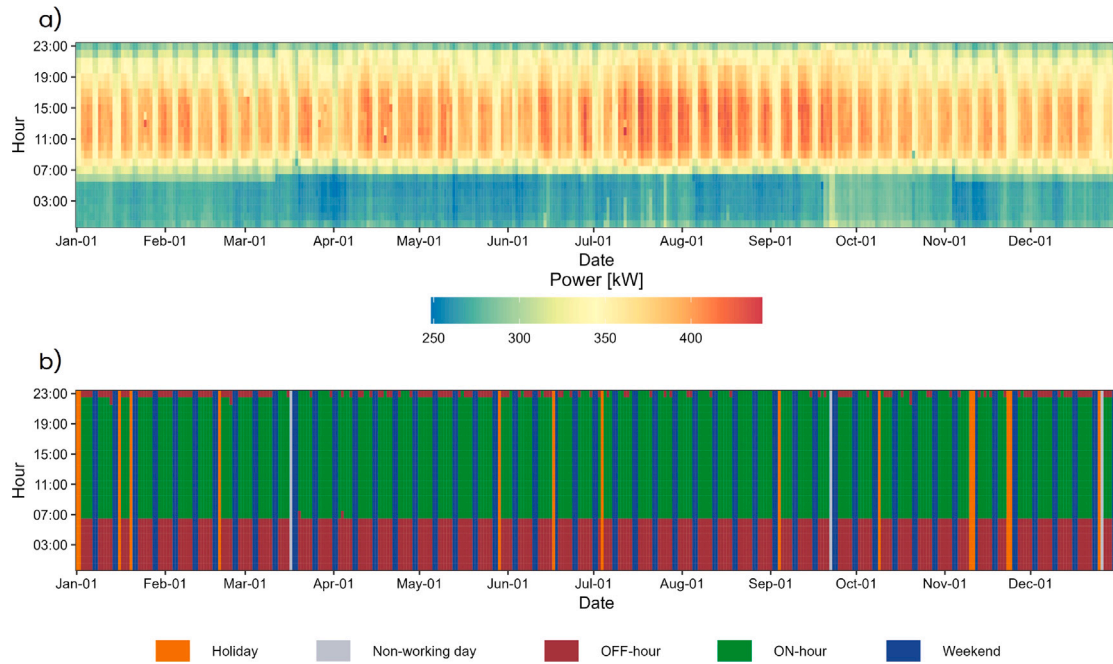 a)
23:00
19:00
15:00
11:00
07:00
03:00
Hour
Jan-01 Feb-01 Mar-01 Apr-01 May-01 Jun-01 Jul-01 Aug-01 Sep-01 Oct-01 Nov-01 Dec-01
Date
Power [kW]
250 300 350 400
b)
23:00
19:00
15:00
11:00
07:00
03:00
Hour
Jan-01 Feb-01 Mar-01 Apr-01 May-01 Jun-01 Jul-01 Aug-01 Sep-01 Oct-01 Nov-01 Dec-01
Date
Holiday Non-working day OFF-hour ON-hour Weekend